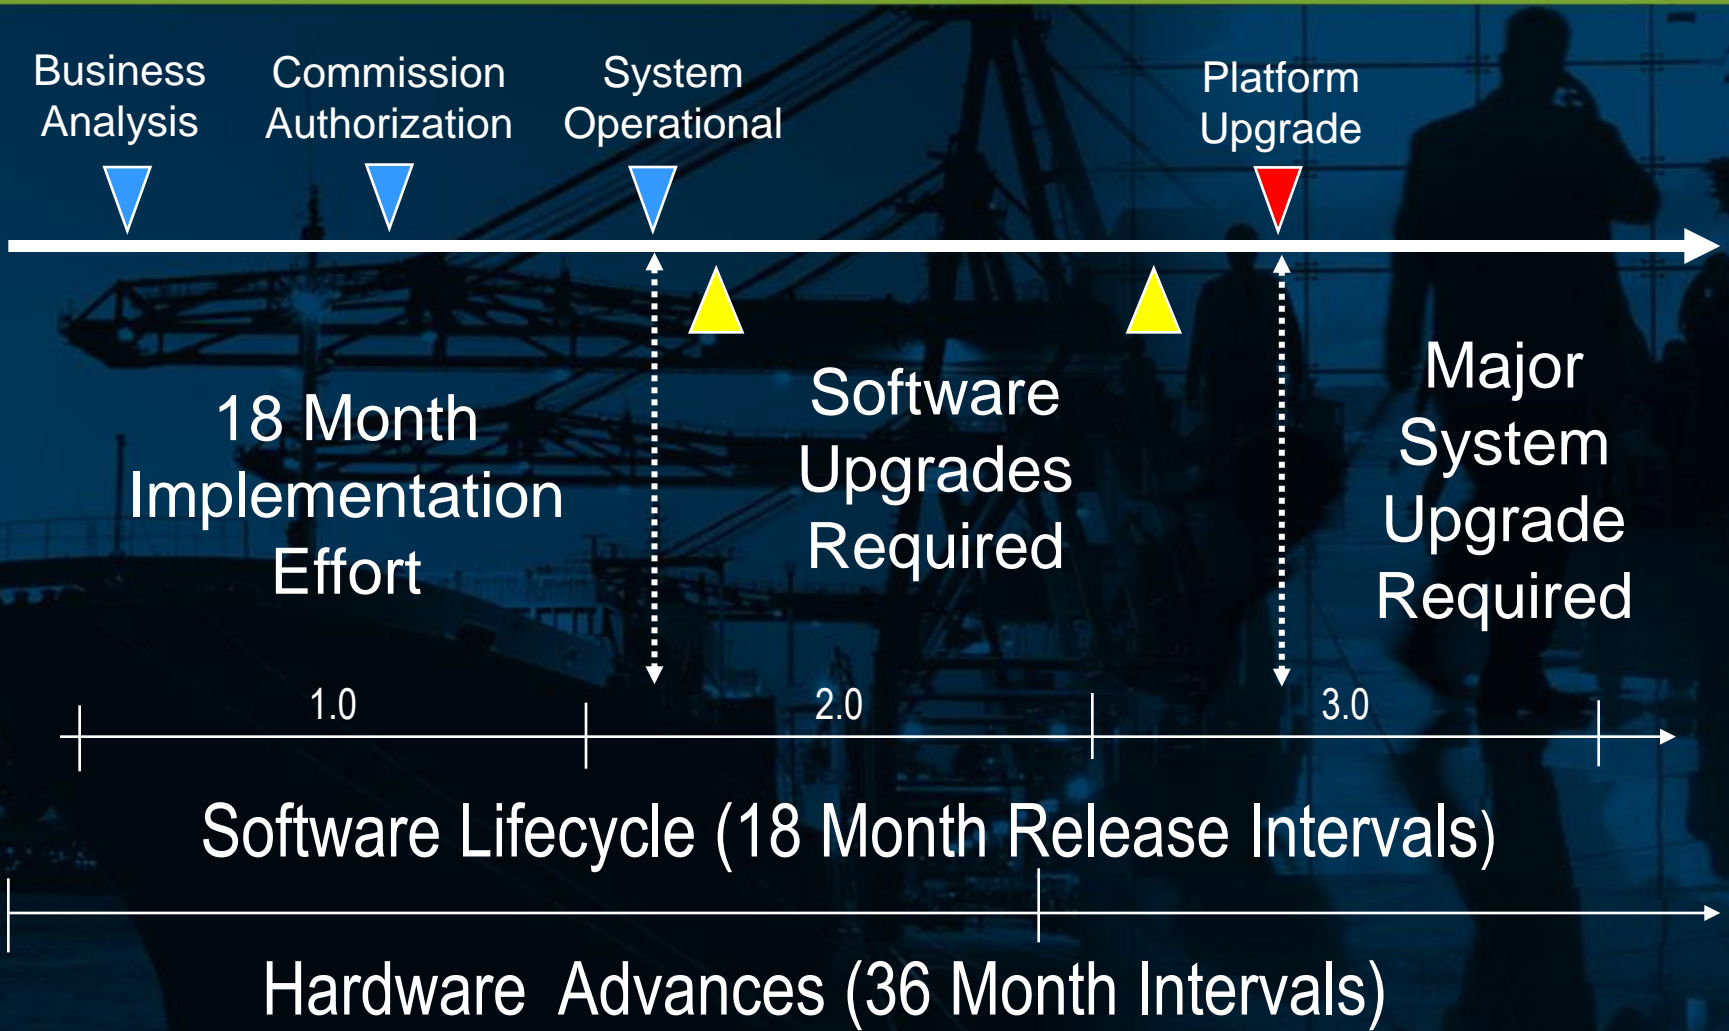 Business
Analysis
Commission
Authorization
System
Operational
Platform
Upgrade
18 Month
Implementation
Effort
Software
Upgrades
Required
Major
System
Upgrade
Required
1.0
2.0
3.0
Software Lifecycle (18 Month Release Intervals)
Hardware Advances (36 Month Intervals)